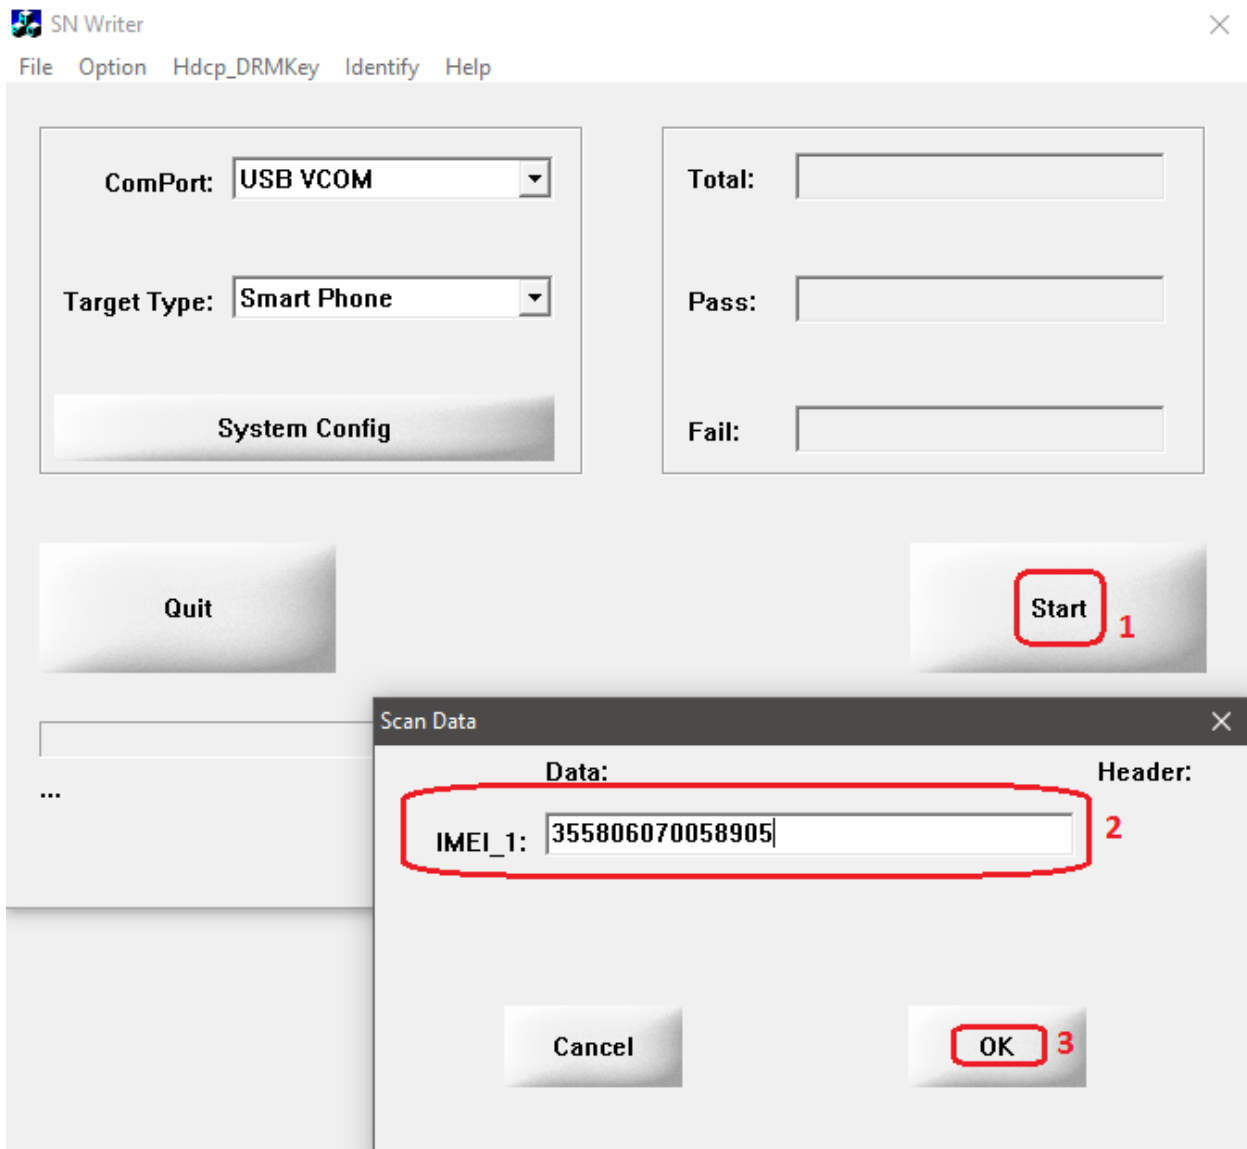 SN Writer
File Option Hdcp_DRMKey Identify Help
ComPort: USB VCOM
Target Type: Smart Phone
System Config
Total:
Pass:
Fail:
Quit
Start 1
...
Scan Data
Data: Header:
IMEI_1: 355806070058905 2
Cancel
OK 3